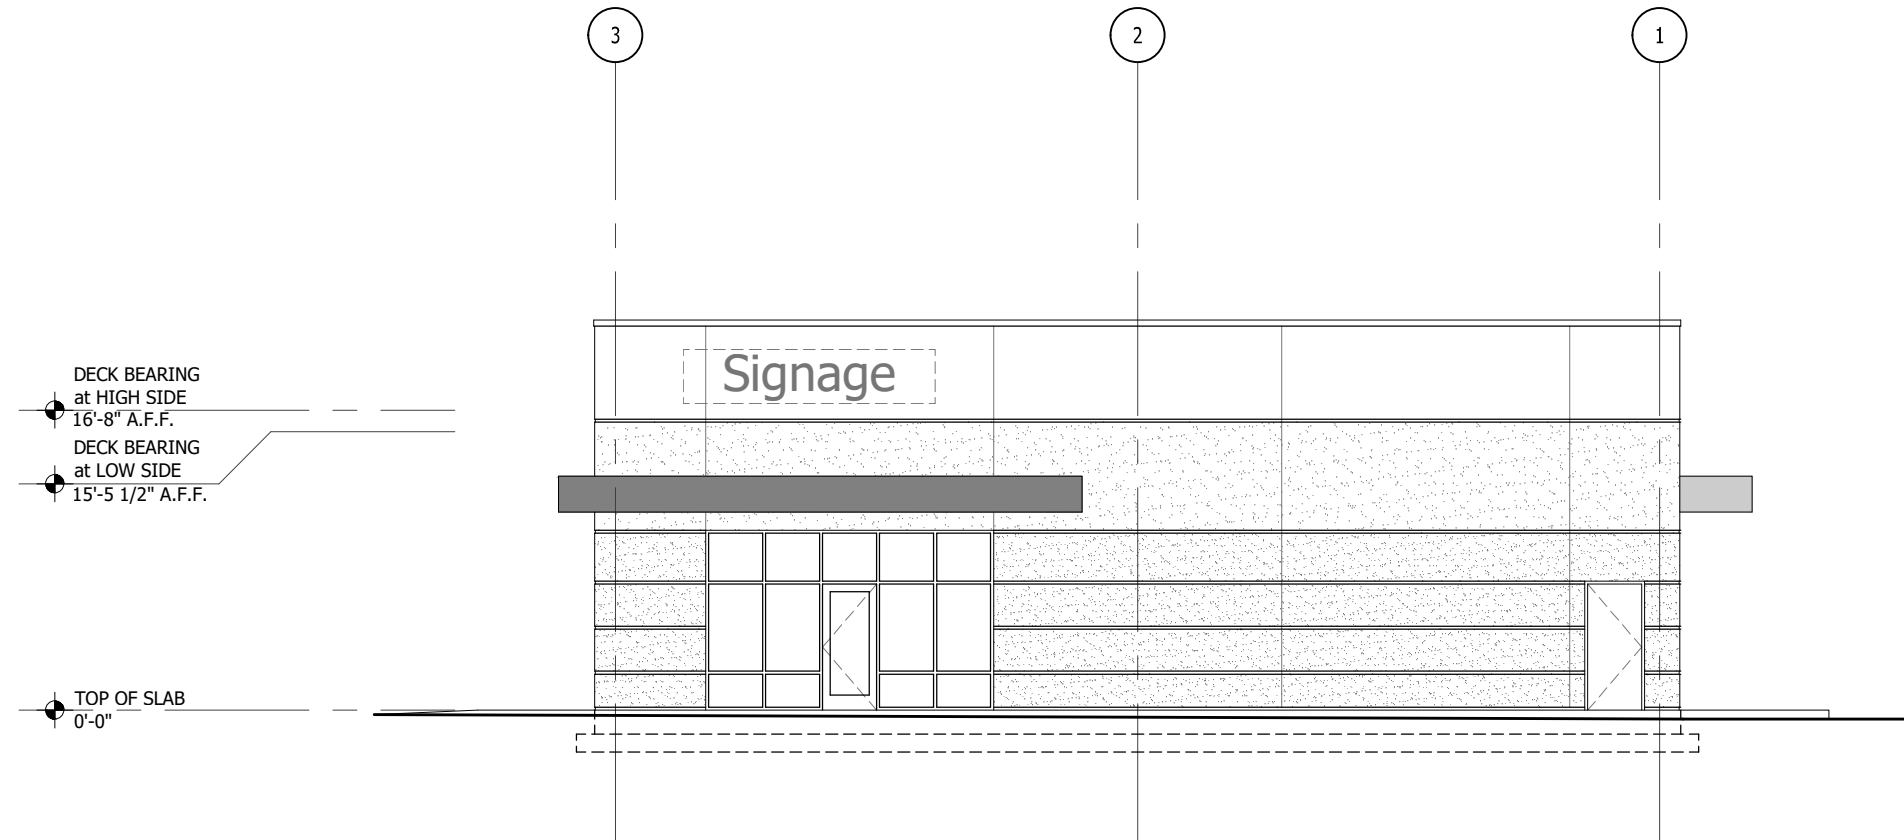 3
2
1
Signage
DECK BEARING
at HIGH SIDE
16'-8" A.F.F.
DECK BEARING
at LOW SIDE
15'-5 1/2" A.F.F.
TOP OF SLAB
0'-0"